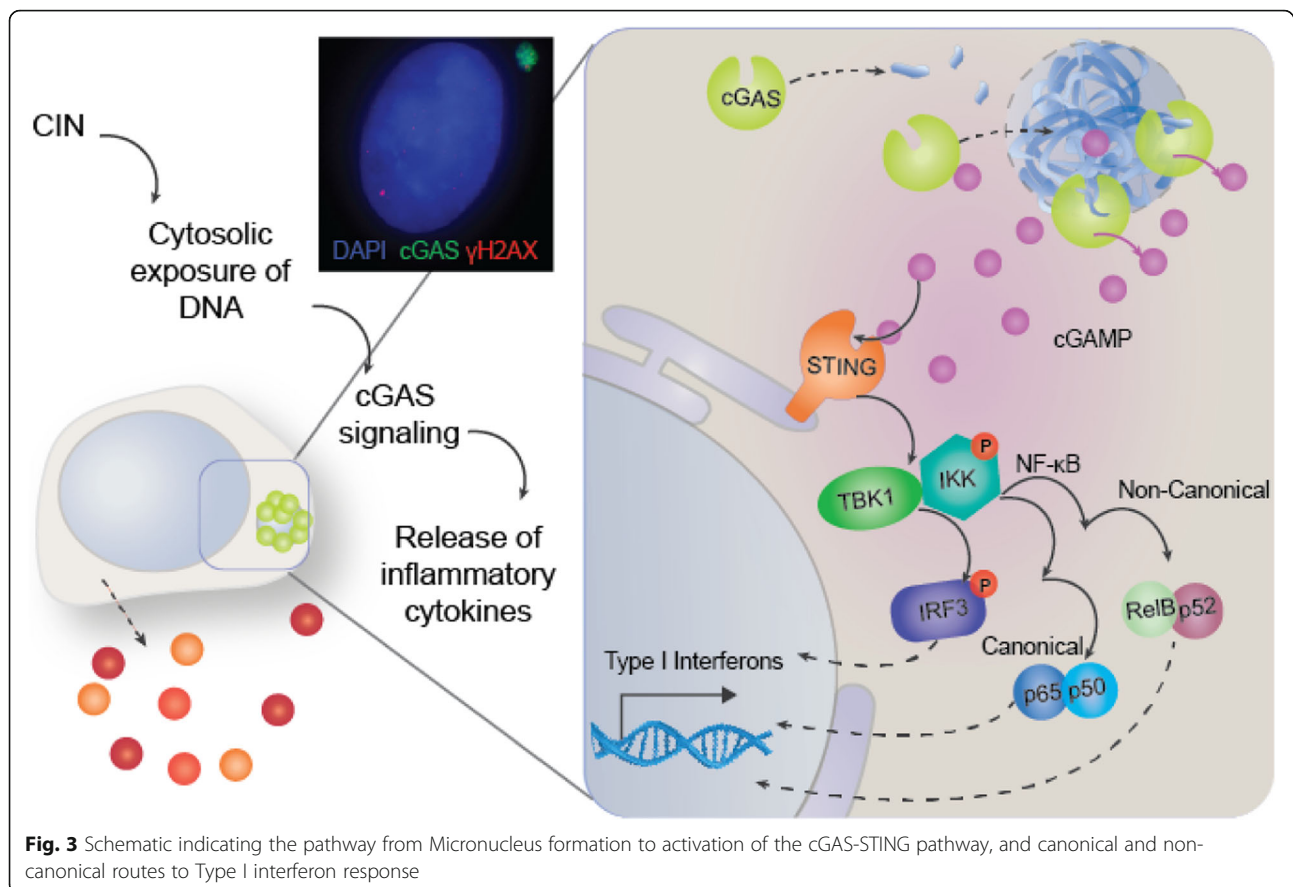 CIN
Cytosolic
exposure of
DNA
cGAS
signaling
Release of
inflammatory
cytokines
DAPI cGAS γH2AX
cGAS
cGAMP
STING
TBK1
IKK
P
NF-κB
Non-Canonical
IRF3
P
RelB
p52
Canonical
p65
p50
Type I Interferons
Fig. 3 Schematic indicating the pathway from Micronucleus formation to activation of the cGAS-STING pathway, and canonical and non-
canonical routes to Type I interferon response